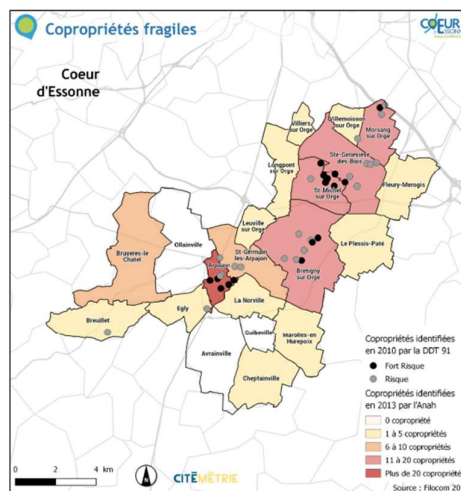 Copropriétés fragiles
COEUR
D'ESSONNE
Coeur
d'Essonne
Villiers
sur Orge
Villemoisson
sur Orge
Morsang
sur Orge
Longpont
sur Orge
Ste-Geneviève
des-Bois
St-Michel
sur Orge
Fleury-Merogis
Leuville
sur Orge
Le Plessis-Paté
Ollainville
Bruyeres-le
Chatel
St-Germain
les-Arpajon
Arpajon
Bretigny
sur Orge
La Norville
Egly
Breuillet
Guibeville
Marolles-en
Hurepoix
Avrainville
Cheptainville
Copropriétés identifiées
en 2010 par la DDT 91
Fort Risque
Risque
Copropriétés identifiées
en 2013 par l'Anah
0 copropriété
1 à 5 copropriétés
6 à 10 copropriétés
11 à 20 copropriétés
Plus de 20 copropriétés
0 2 4 km
N
CITÉMÉTRIE
Source : Filocom 20